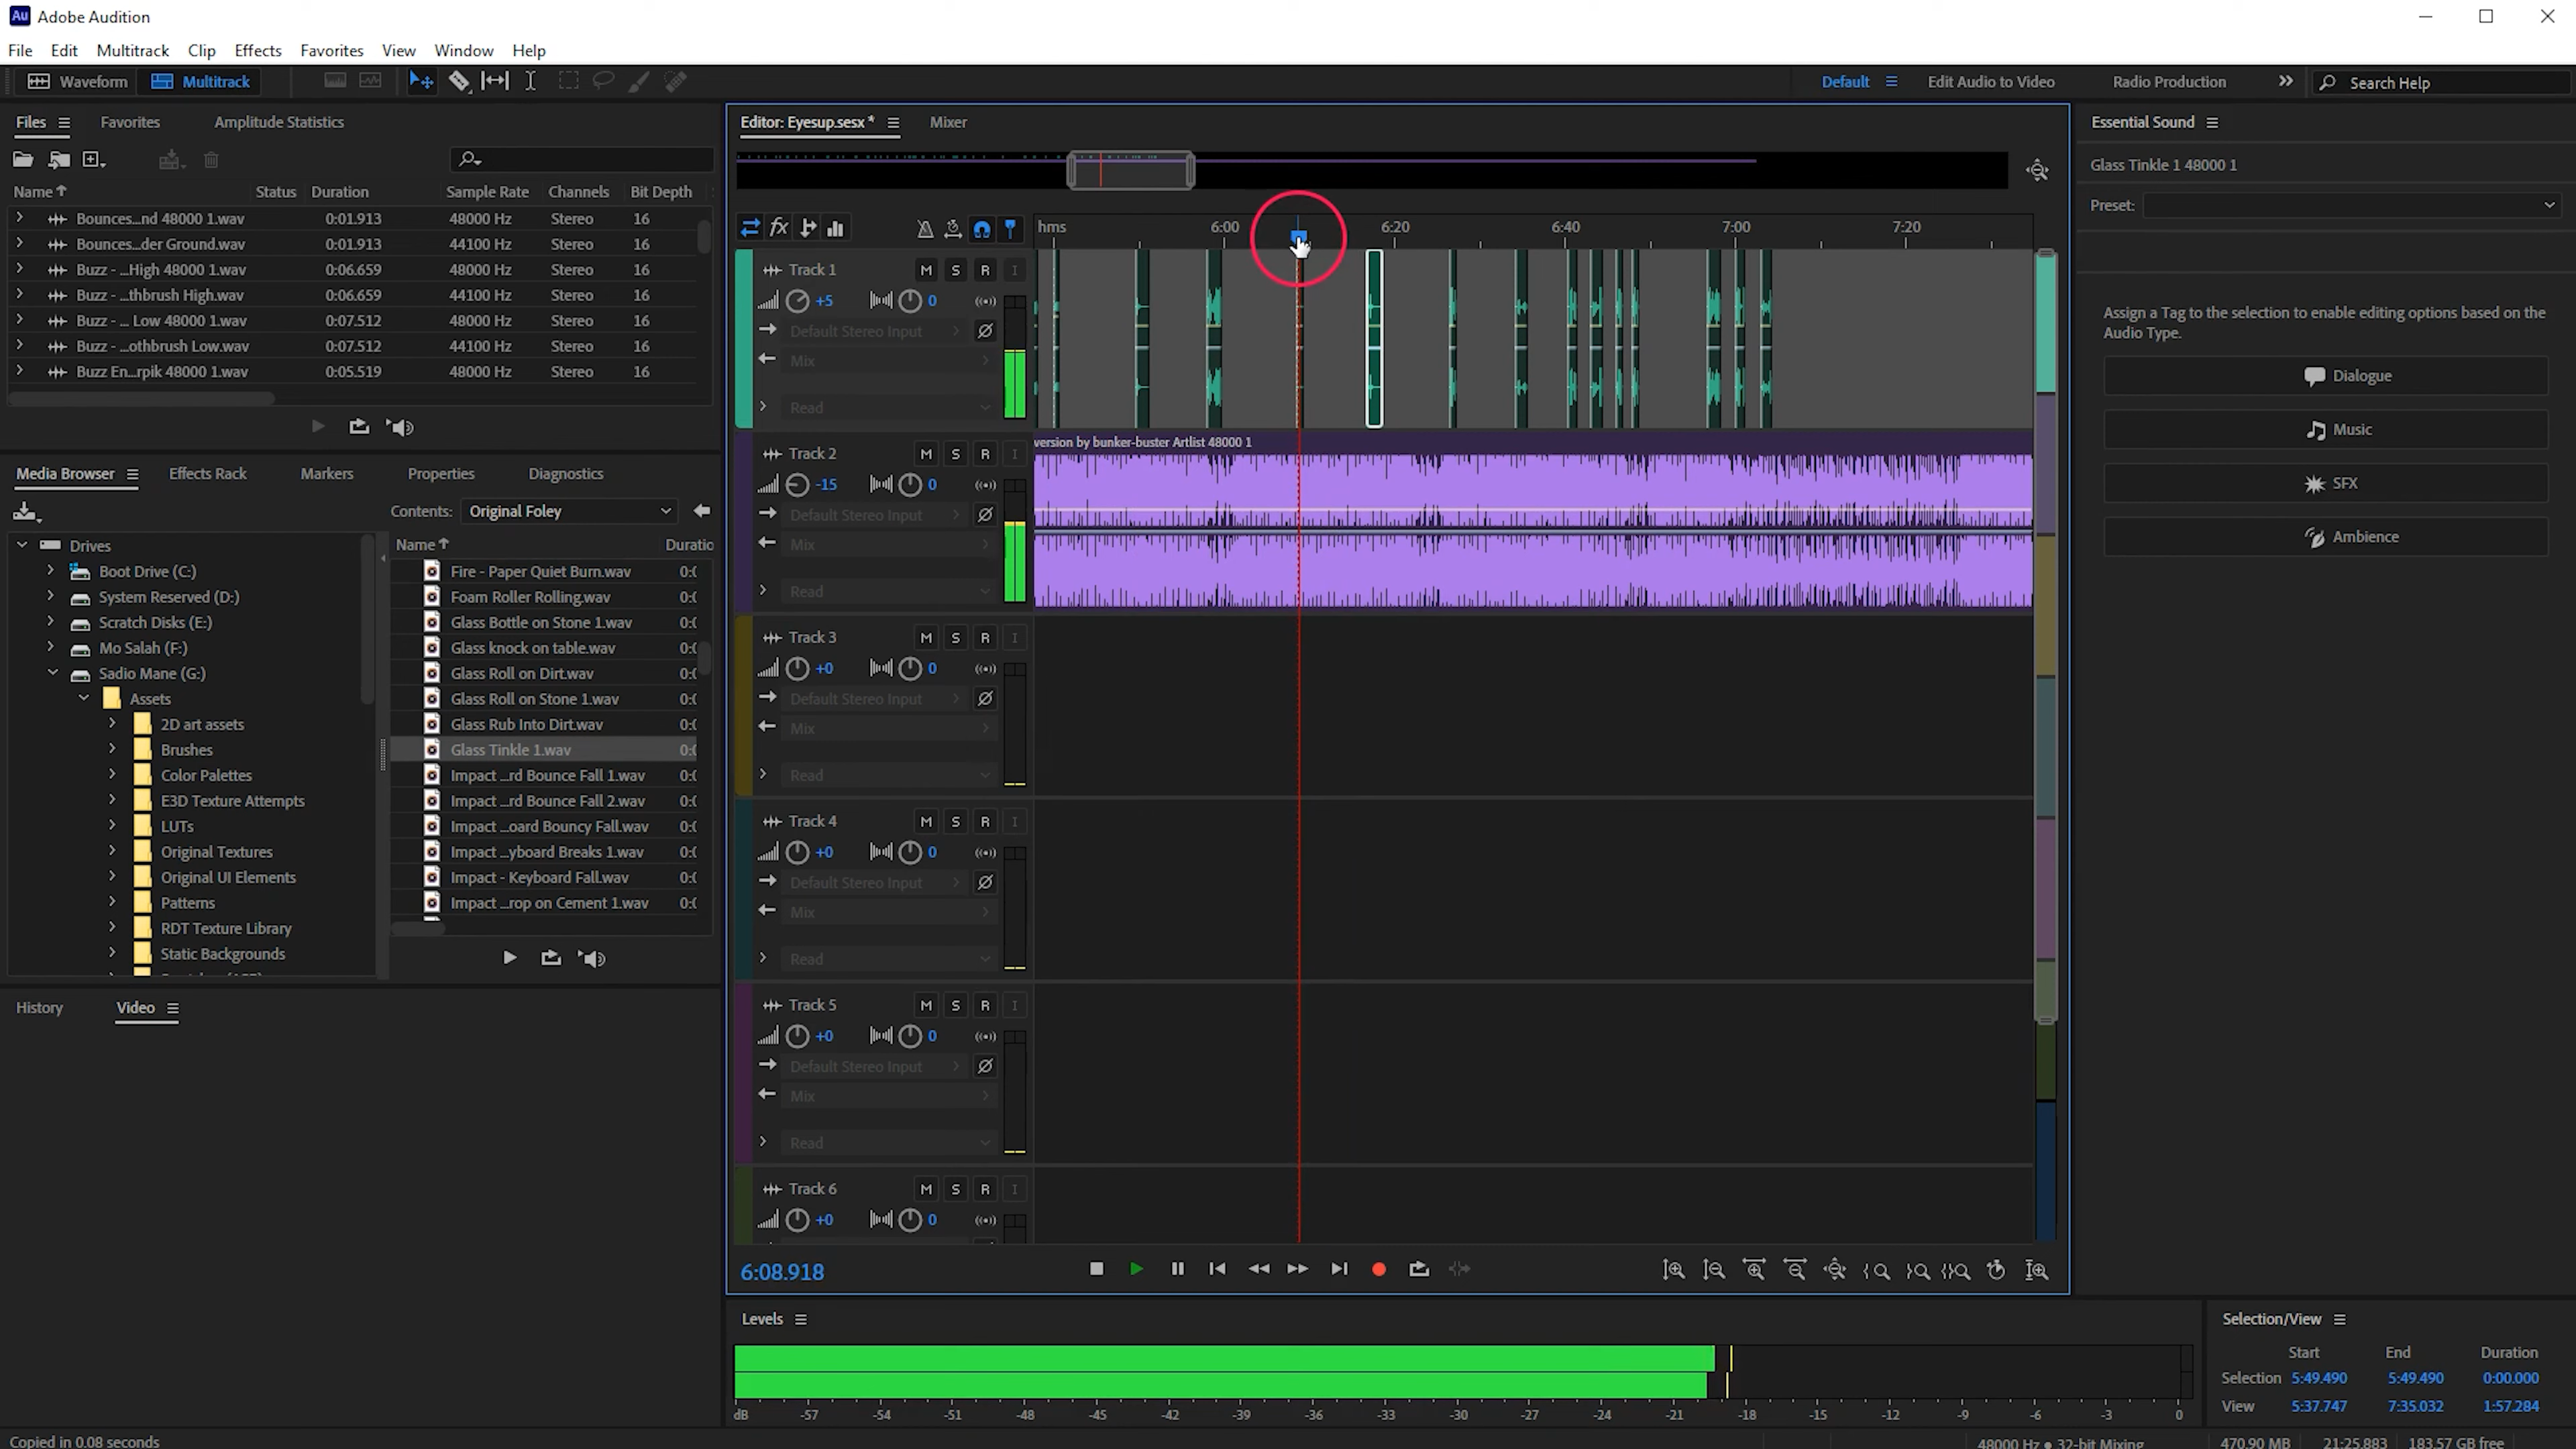 Au Adobe Audition
File Edit Multitrack Clip Effects Favorites View Window Help
Waveform Multitrack Default Edit Audio to Video Radio Production Search Help
Files Favorites Amplitude Statistics
Name Status Duration Sample Rate Channels Bit Depth
Bounces...nd 48000 1.wav 0:01.913 48000 Hz Stereo 16
Bounces...der Ground.wav 0:01.913 44100 Hz Stereo 16
Buzz - ...High 48000 1.wav 0:06.659 48000 Hz Stereo 16
Buzz - ...thbrush High.wav 0:06.659 44100 Hz Stereo 16
Buzz - ... Low 48000 1.wav 0:07.512 48000 Hz Stereo 16
Buzz - ...othbrush Low.wav 0:07.512 44100 Hz Stereo 16
Buzz En...rpik 48000 1.wav 0:05.519 48000 Hz Stereo 16
Media Browser Effects Rack Markers Properties Diagnostics
Contents: Original Foley
Drives
Boot Drive (C:)
System Reserved (D:)
Scratch Disks (E:)
Mo Salah (F:)
Sadio Mane (G:)
Assets
2D art assets
Brushes
Color Palettes
E3D Texture Attempts
LUTs
Original Textures
Original UI Elements
Patterns
RDT Texture Library
Static Backgrounds
Name Duratio
Fire - Paper Quiet Burn.wav 0:(
Foam Roller Rolling.wav 0:(
Glass Bottle on Stone 1.wav 0:(
Glass knock on table.wav 0:(
Glass Roll on Dirt.wav 0:(
Glass Roll on Stone 1.wav 0:(
Glass Rub Into Dirt.wav 0:(
Glass Tinkle 1.wav 0:(
Impact ...rd Bounce Fall 1.wav 0:(
Impact ...rd Bounce Fall 2.wav 0:(
Impact ...oard Bouncy Fall.wav 0:(
Impact ...yboard Breaks 1.wav 0:(
Impact - Keyboard Fall.wav 0:(
Impact ...rop on Cement 1.wav 0:(
History Video
Editor: Eyesup.sesx * Mixer
fx hms 6:00 6:20 6:40 7:00 7:20
Track 1 M S R I
+5 0
Default Stereo Input
Mix
Read
version by bunker-buster Artlist 48000 1
Track 2 M S R I
-15 0
Default Stereo Input
Mix
Read
Track 3 M S R I
+0 0
Default Stereo Input
Mix
Read
Track 4 M S R I
+0 0
Default Stereo Input
Mix
Read
Track 5 M S R I
+0 0
Default Stereo Input
Mix
Read
Track 6 M S R I
+0 0
6:08.918
Essential Sound
Glass Tinkle 1 48000 1
Preset:
Assign a Tag to the selection to enable editing options based on the
Audio Type.
Dialogue
Music
SFX
Ambience
Levels
dB -57 -54 -51 -48 -45 -42 -39 -36 -33 -30 -27 -24 -21 -18 -15 -12 -9 -6 -3 0
Selection/View
Start End Duration
Selection 5:49.490 5:49.490 0:00.000
View 5:37.747 7:35.032 1:57.284
Copied in 0.08 seconds 48000 Hz ● 32-bit Mixing 470.90 MB 21:25.883 183.57 GB free